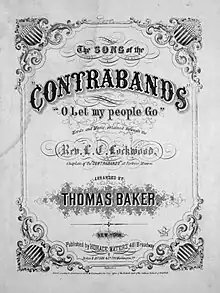 The SONG of the
CONTRABANDS
"O Let my people Go"
Words and Music obtained through the
Rev. L. C. Lockwood,
Chaplain of the "CONTRABANDS" at Fortress Monroe.
ARRANGED BY
THOMAS BAKER.
NEW-YORK
Published by HORACE WATERS 481 Broadway